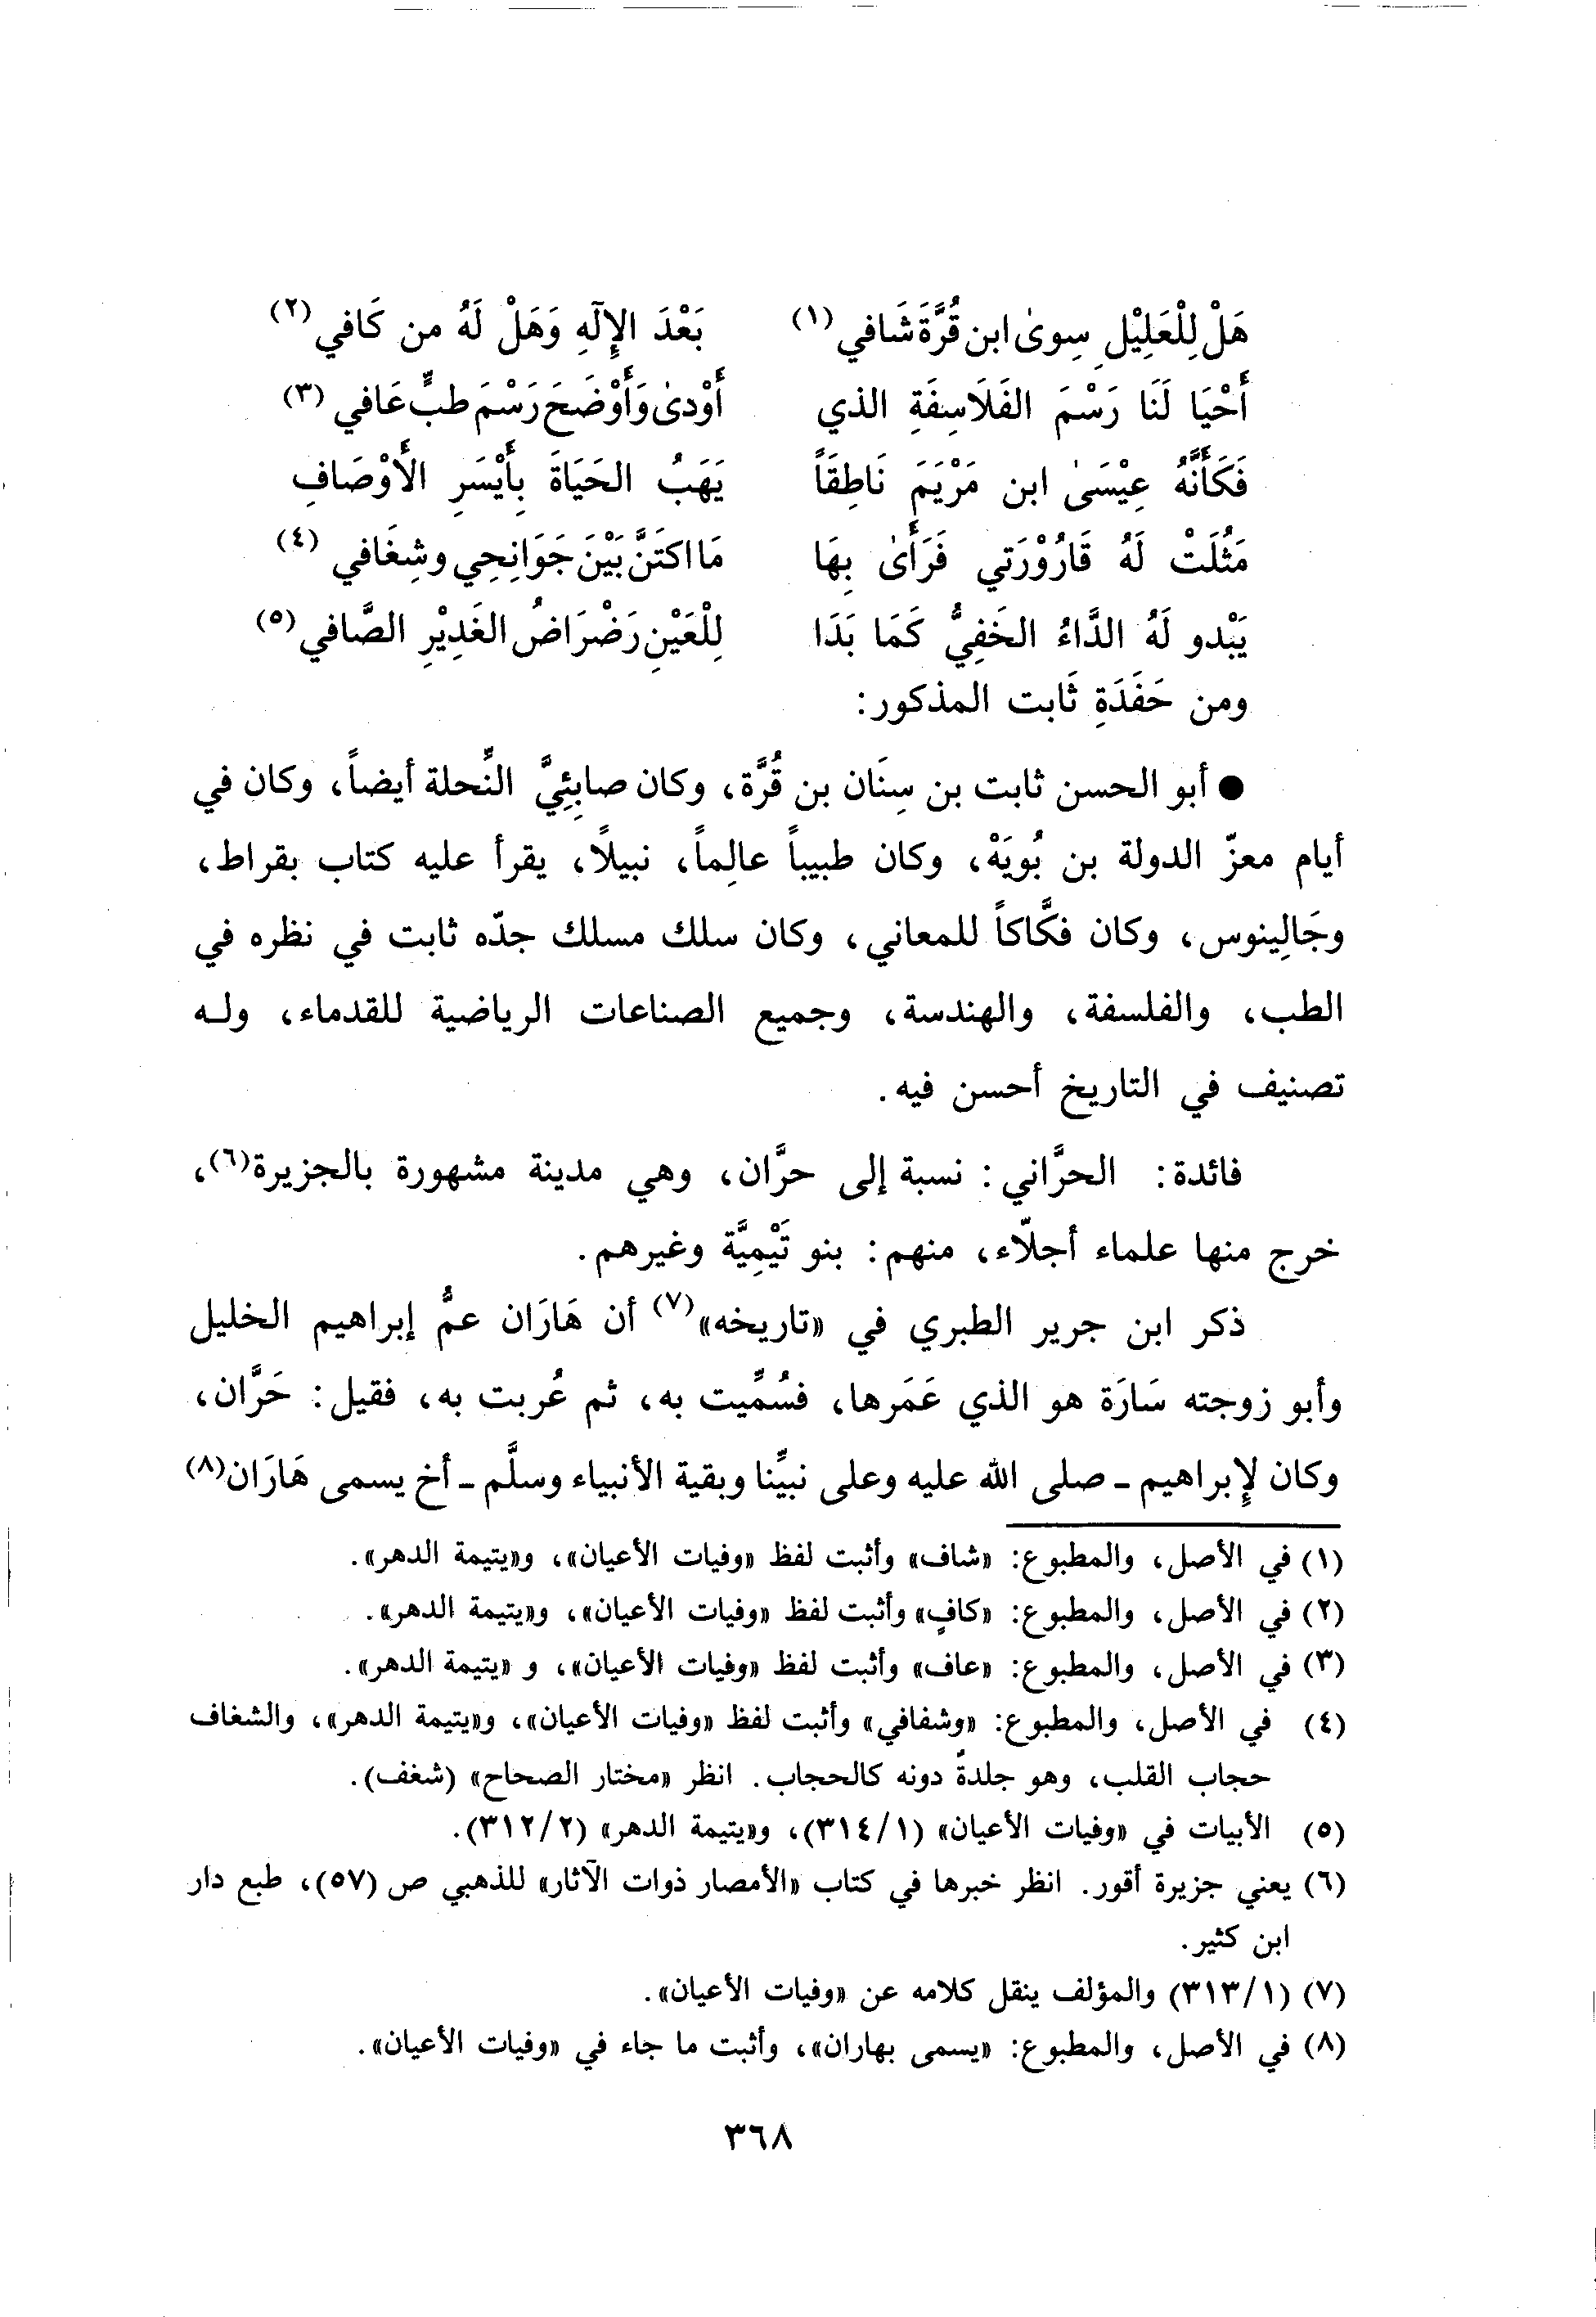 هَلْ لِلْعَلِيْلِ سِوىٰ ابن قُرَّةَ شَافي (١) بَعْدَ الإِلَهِ وَهَلْ لَهُ من كَافي (٢)
أَحْيَا لَنَا رَسْمَ الفَلَاسِفَةِ الذي أَوْدىٰ وَأَوْضَحَ رَسْمَ طبٍّ عَافي (٣)
فَكَأَنَّهُ عِيْسَىٰ ابن مَرْيَمَ نَاطِقَاً يَهَبُ الحَيَاةَ بِأَيْسَرِ الأَوْصَافِ
مَثُلَتْ لَهُ قَارُوْرَتي فَرَأَىٰ بِهَا مَا اكتَنَّ بَيْنَ جَوَانِحِي وشِغَافي (٤)
يَبْدو لَهُ الدَّاءُ الخَفِيُّ كَمَا بَدَا لِلْعَيْنِ رَضْرَاضُ الغَدِيْرِ الصَّافي (٥)
ومن حَفَدَةِ ثَابت المذكور:
● أبو الحسن ثابت بن سِنَان بن قُرَّة، وكان صابِئِيَّ النِّحلة أيضاً، وكان في
أيام معزّ الدولة بن بُويَهْ، وكان طبيباً عالِماً، نبيلًا، يقرأ عليه كتاب بقراط،
وجَالِينوس، وكان فكَّاكاً للمعاني، وكان سلك مسلك جدّه ثابت في نظره في
الطب، والفلسفة، والهندسة، وجميع الصناعات الرياضية للقدماء، ولـه
تصنيف في التاريخ أحسن فيه.
فائدة: الحرَّاني: نسبة إلى حرَّان، وهي مدينة مشهورة بالجزيرة (٦)،
خرج منها علماء أجلّاء، منهم: بنو تَيْمِيَّة وغيرهم.
ذكر ابن جرير الطبري في «تاريخه» (٧) أن هَارَان عمُّ إبراهيم الخليل
وأبو زوجته سَارَة هو الذي عَمَرها، فسُمِّيت به، ثم عُربت به، فقيل: حَرَّان،
وكان لإِبراهيم ـ صلى الله عليه وعلى نبيِّنا وبقية الأنبياء وسلَّم ـ أخ يسمى هَارَان (٨)
(١) في الأصل، والمطبوع: «شاف» وأثبت لفظ «وفيات الأعيان»، و«يتيمة الدهر».
(٢) في الأصل، والمطبوع: «كافٍ» وأثبت لفظ «وفيات الأعيان»، و«يتيمة الدهر».
(٣) في الأصل، والمطبوع: «عاف» وأثبت لفظ «وفيات الأعيان»، و «يتيمة الدهر».
(٤) في الأصل، والمطبوع: «وشفافي» وأثبت لفظ «وفيات الأعيان»، و«يتيمة الدهر»، والشغاف
حجاب القلب، وهو جلدةٌ دونه كالحجاب. انظر «مختار الصحاح» (شغف).
(٥) الأبيات في «وفيات الأعيان» (١/٣١٤)، و«يتيمة الدهر» (٢/٣١٢).
(٦) يعني جزيرة أقور. انظر خبرها في كتاب «الأمصار ذوات الآثار» للذهبي ص (٥٧)، طبع دار
ابن كثير.
(٧) (١/٣١٣) والمؤلف ينقل كلامه عن «وفيات الأعيان».
(٨) في الأصل، والمطبوع: «يسمى بهاران»، وأثبت ما جاء في «وفيات الأعيان».
٣٦٨